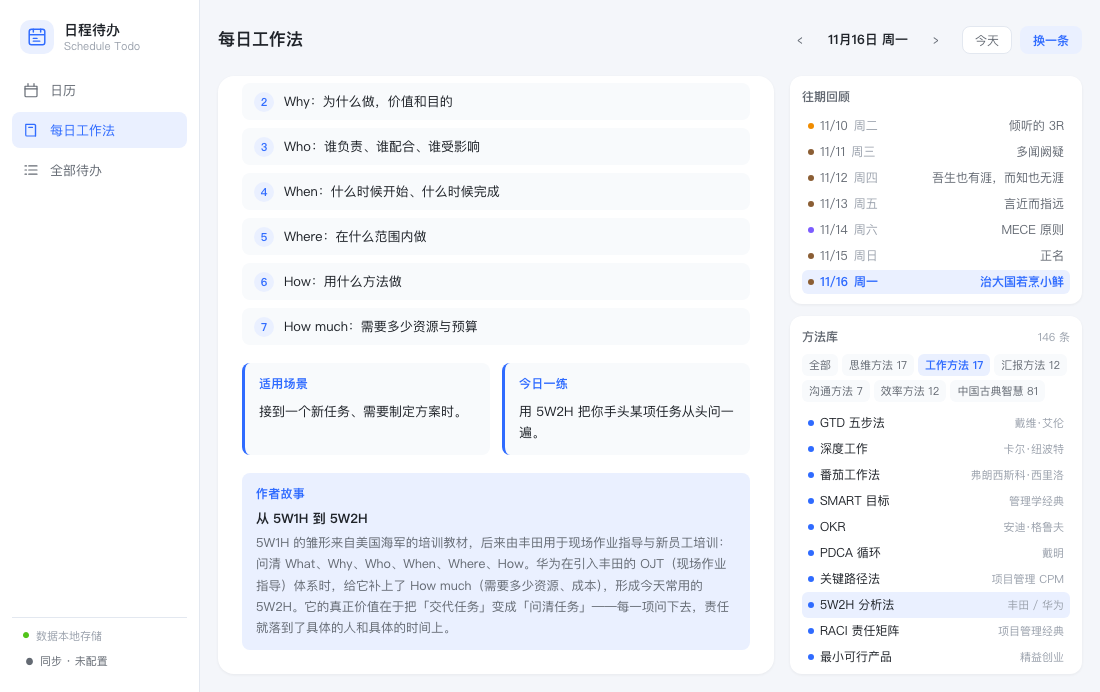 日程待办
Schedule Todo
日历
每日工作法
全部待办
数据本地存储
同步 · 未配置
每日工作法
< 11月16日 周一 >
今天
换一条
2 Why：为什么做，价值和目的
3 Who：谁负责、谁配合、谁受影响
4 When：什么时候开始、什么时候完成
5 Where：在什么范围内做
6 How：用什么方法做
7 How much：需要多少资源与预算
适用场景
接到一个新任务、需要制定方案时。
今日一练
用 5W2H 把你手头某项任务从头问一
遍。
作者故事
从 5W1H 到 5W2H
5W1H 的雏形来自美国海军的培训教材，后来由丰田用于现场作业指导与新员工培训：
问清 What、Why、Who、When、Where、How。华为在引入丰田的 OJT（现场作业
指导）体系时，给它补上了 How much（需要多少资源、成本），形成今天常用的
5W2H。它的真正价值在于把「交代任务」变成「问清任务」——每一项问下去，责任
就落到了具体的人和具体的时间上。
往期回顾
11/10 周二 倾听的 3R
11/11 周三 多闻阙疑
11/12 周四 吾生也有涯，而知也无涯
11/13 周五 言近而指远
11/14 周六 MECE 原则
11/15 周日 正名
11/16 周一 治大国若烹小鲜
方法库 146 条
全部 思维方法 17 工作方法 17 汇报方法 12
沟通方法 7 效率方法 12 中国古典智慧 81
GTD 五步法 戴维·艾伦
深度工作 卡尔·纽波特
番茄工作法 弗朗西斯科·西里洛
SMART 目标 管理学经典
OKR 安迪·格鲁夫
PDCA 循环 戴明
关键路径法 项目管理 CPM
5W2H 分析法 丰田 / 华为
RACI 责任矩阵 项目管理经典
最小可行产品 精益创业